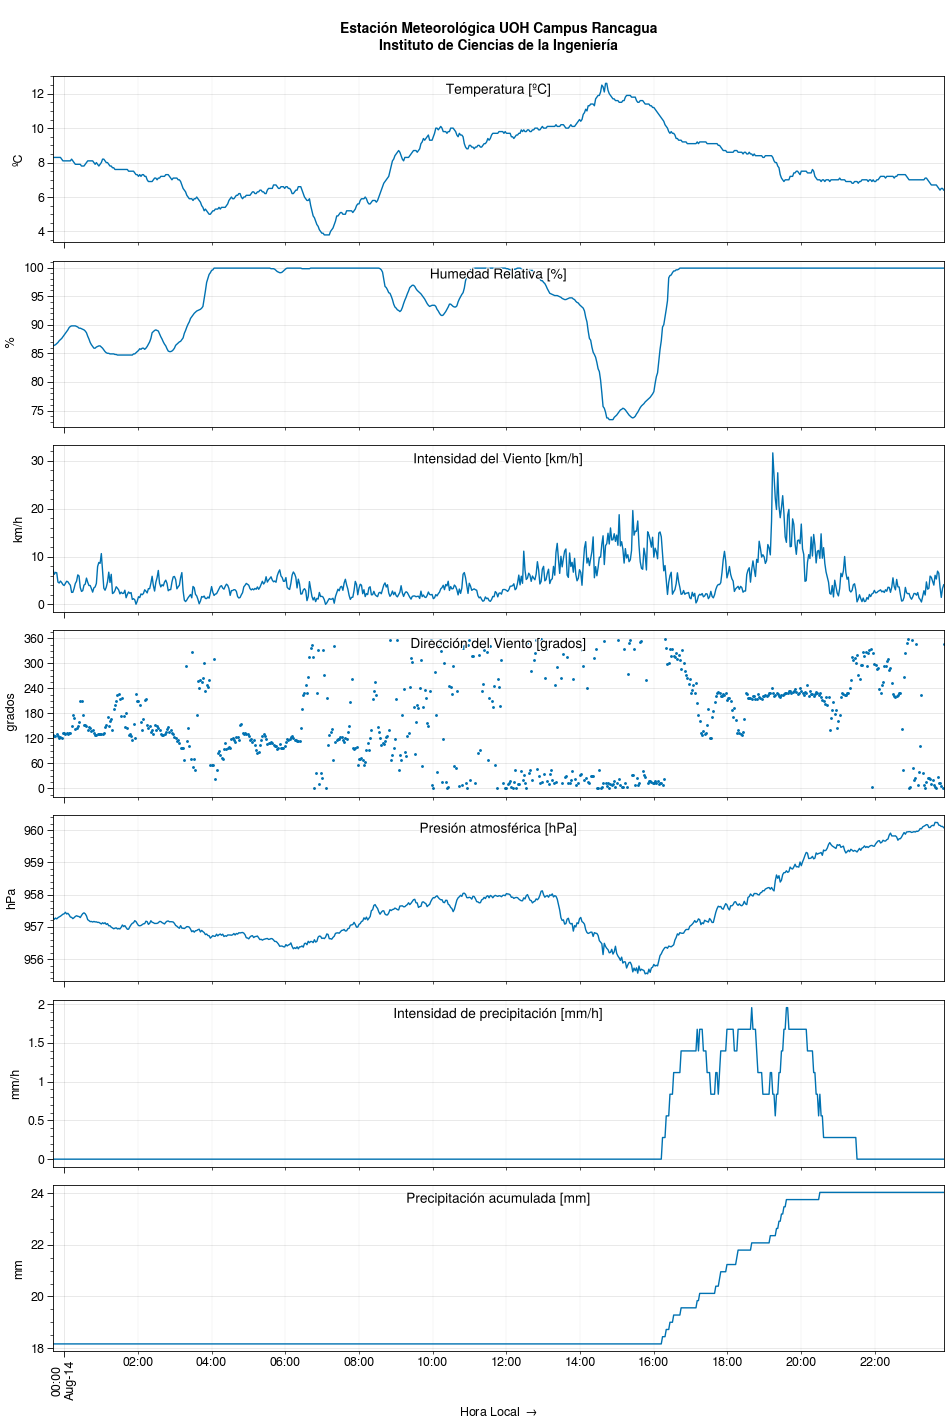 Estación Meteorológica UOH Campus Rancagua
Instituto de Ciencias de la Ingeniería
Temperatura [ºC]
ºC
12
10
8
6
4
Humedad Relativa [%]
%
100
95
90
85
80
75
Intensidad del Viento [km/h]
km/h
30
20
10
0
Dirección del Viento [grados]
grados
360
300
240
180
120
60
0
Presión atmosférica [hPa]
hPa
960
959
958
957
956
Intensidad de precipitación [mm/h]
mm/h
2
1.5
1
0.5
0
Precipitación acumulada [mm]
mm
24
22
20
18
00:00
Aug-14
02:00
04:00
06:00
08:00
10:00
12:00
14:00
16:00
18:00
20:00
22:00
Hora Local →